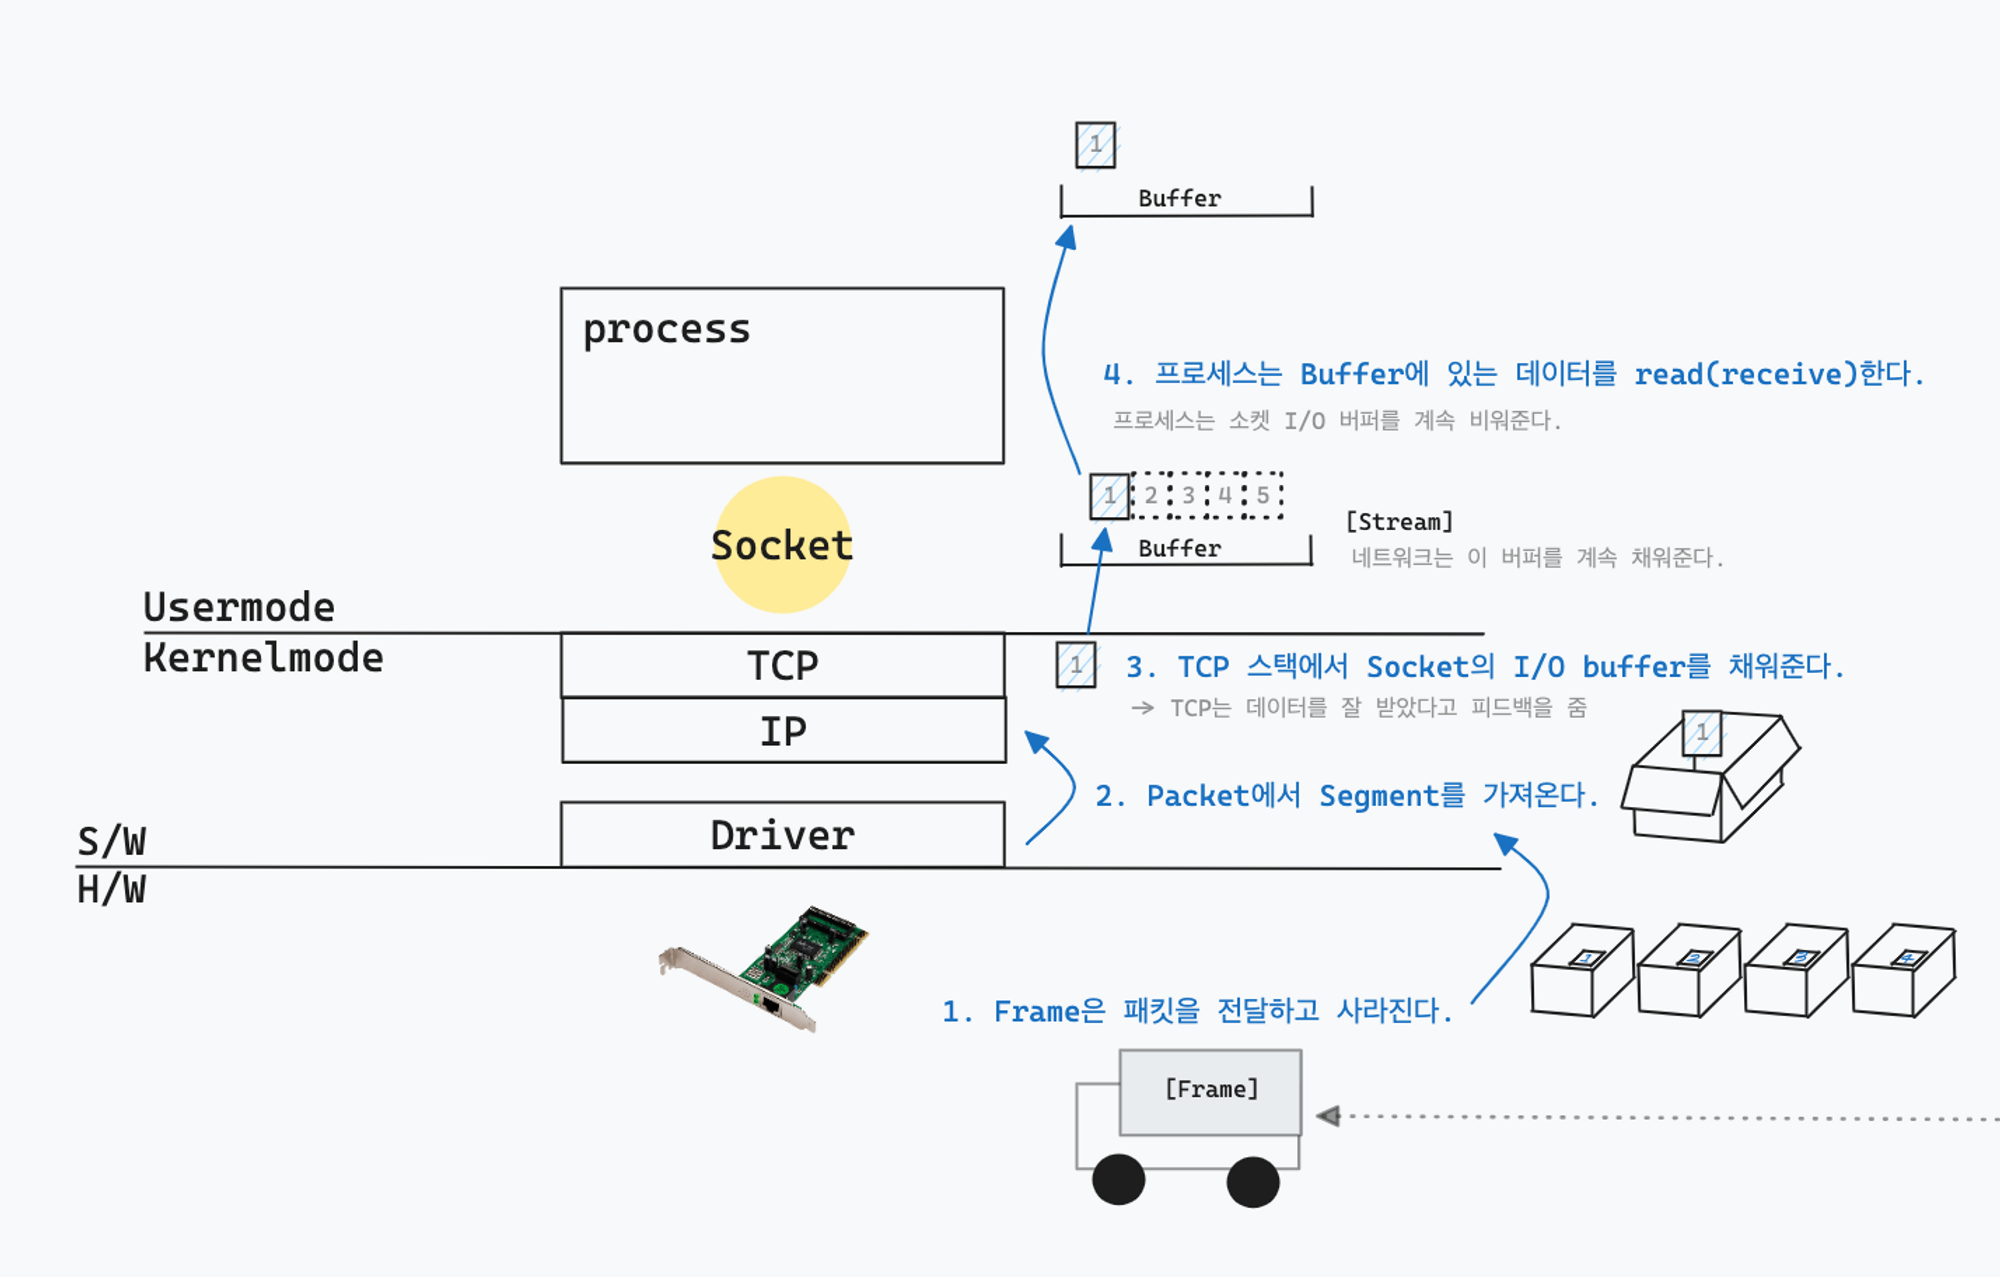 1
Buffer
process
4. 프로세스는 Buffer에 있는 데이터를 read(receive)한다.
프로세스는 소켓 I/O 버퍼를 계속 비워준다.
1 2 3 4 5
[Stream]
Socket
Buffer
네트워크는 이 버퍼를 계속 채워준다.
Usermode
Kernelmode
TCP
1
3. TCP 스택에서 Socket의 I/O buffer를 채워준다.
→ TCP는 데이터를 잘 받았다고 피드백을 줌
IP
1
2. Packet에서 Segment를 가져온다.
S/W
Driver
H/W
1 2 3 4
1. Frame은 패킷을 전달하고 사라진다.
[Frame]